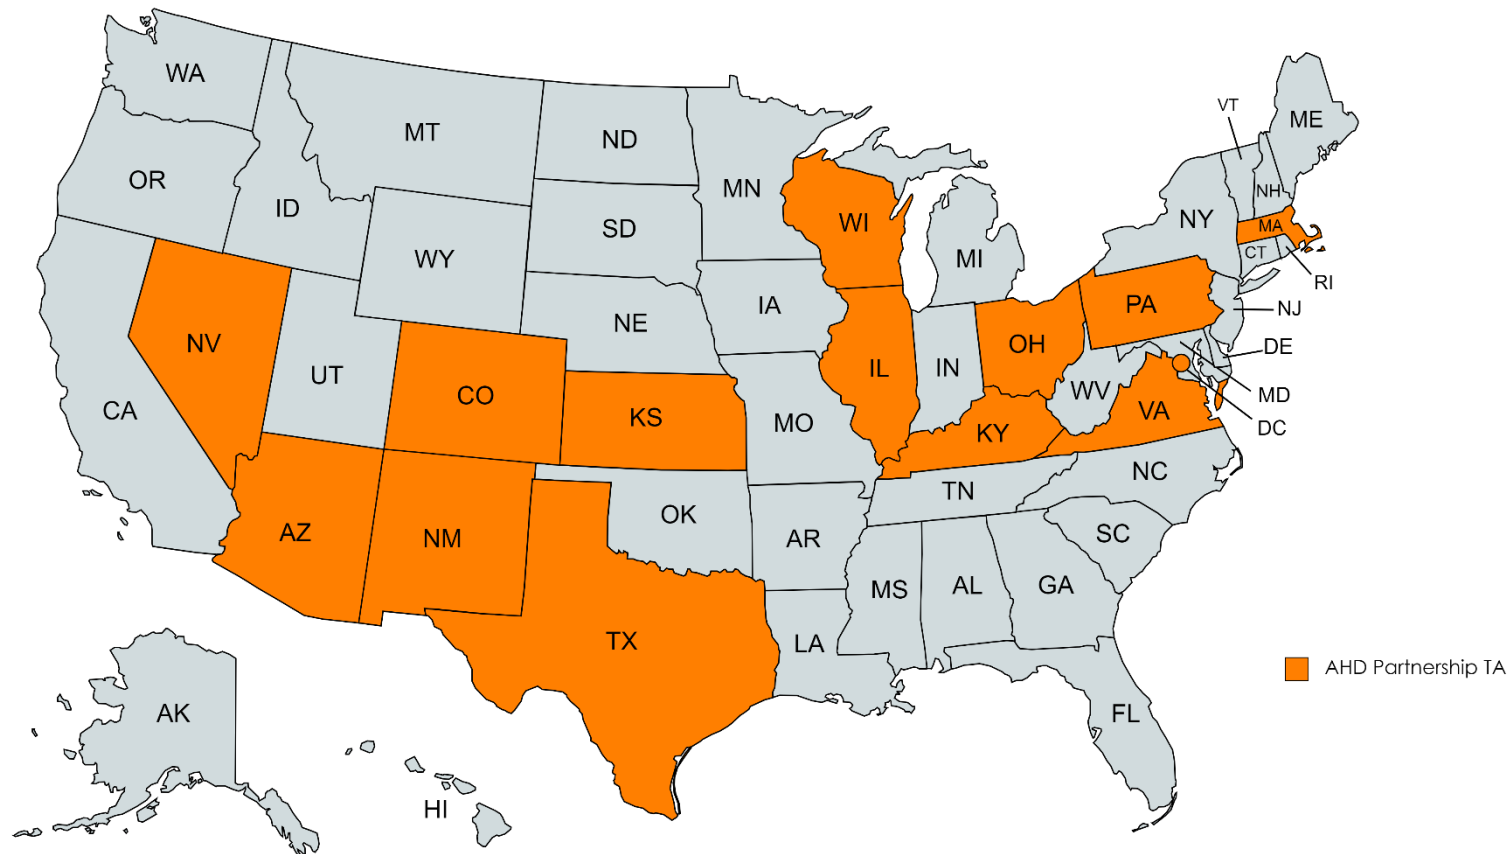 WA
MT
ND
MN
VT
ME
OR
ID
SD
WI
NH
NY
MA
WY
MI
CT
RI
IA
PA
NJ
NE
NV
OH
DE
IL
IN
UT
CO
WV
MD
CA
KS
MO
KY
VA
DC
NC
TN
OK
AZ
NM
AR
SC
MS
AL
GA
TX
LA
AHD Partnership TA
AK
FL
HI